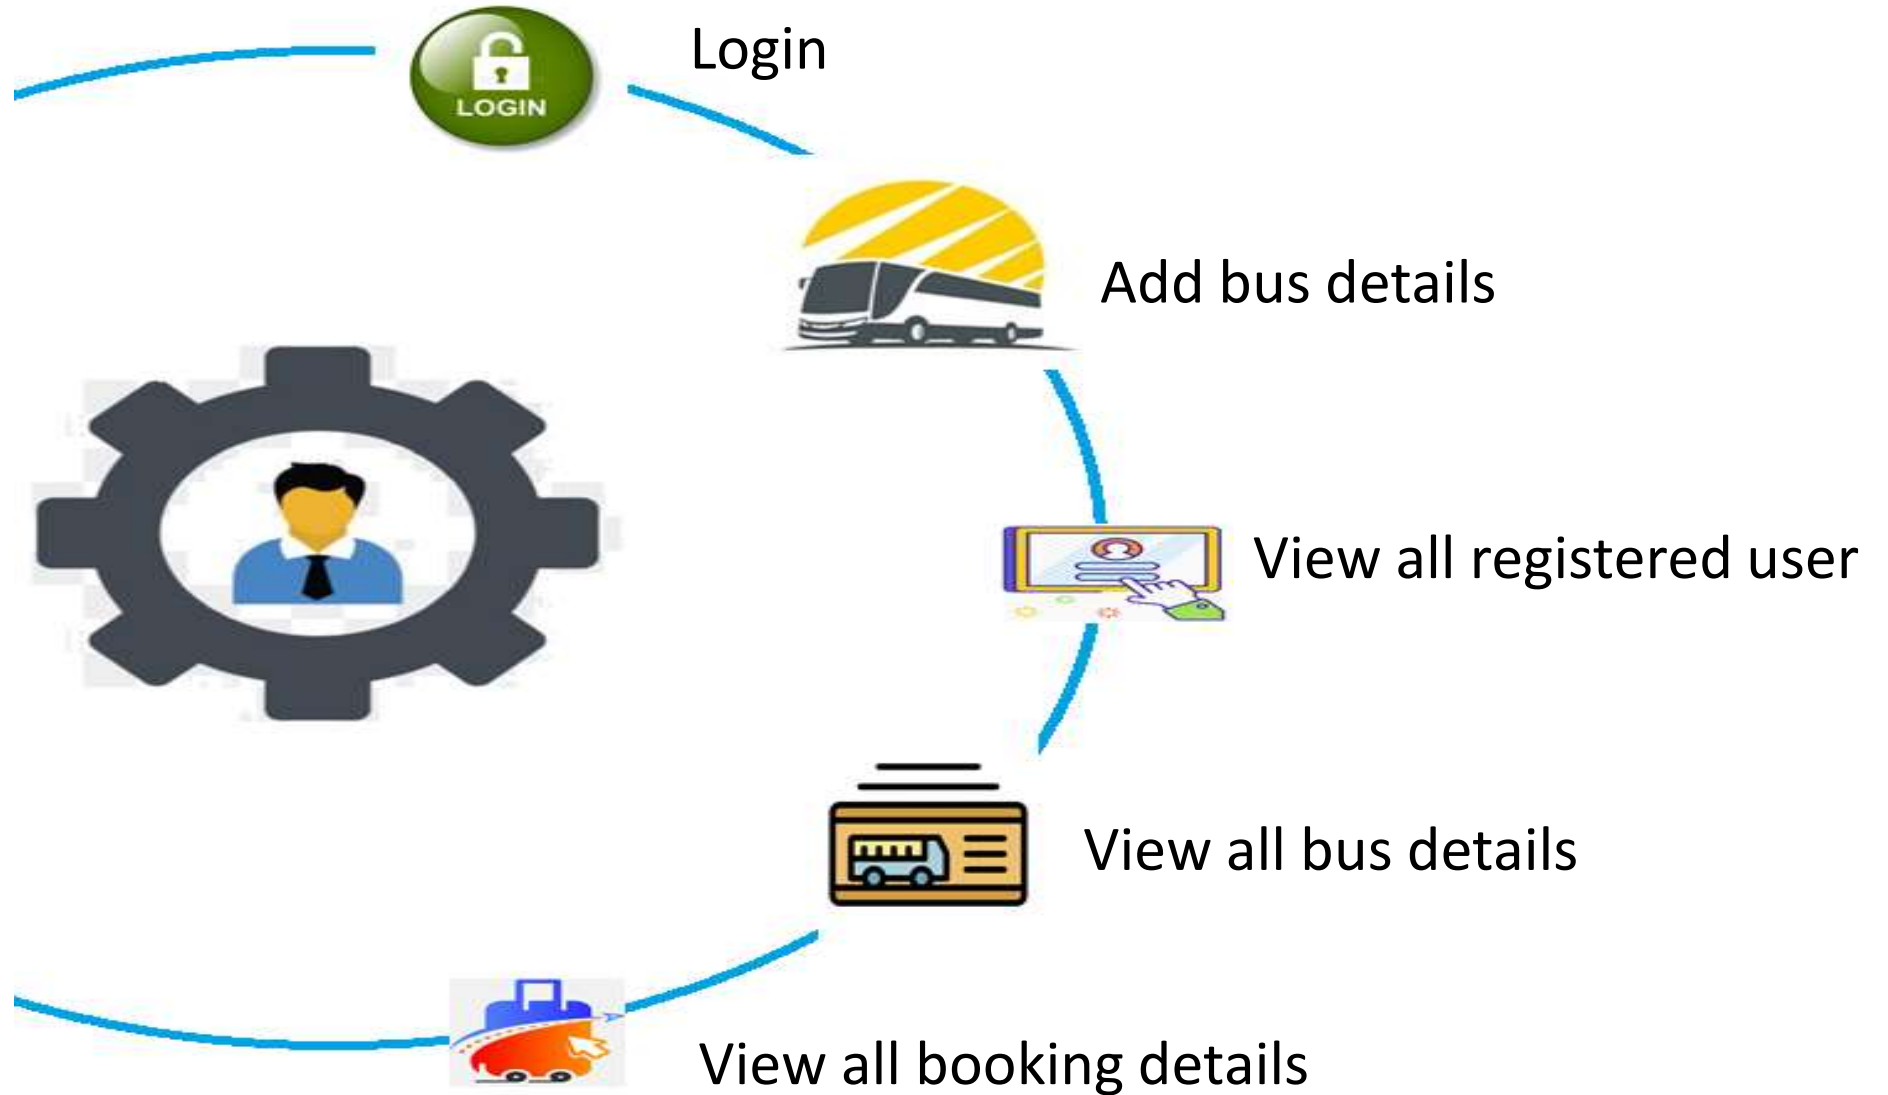 LOGIN
Login
Add bus details
View all registered user
View all bus details
View all booking details